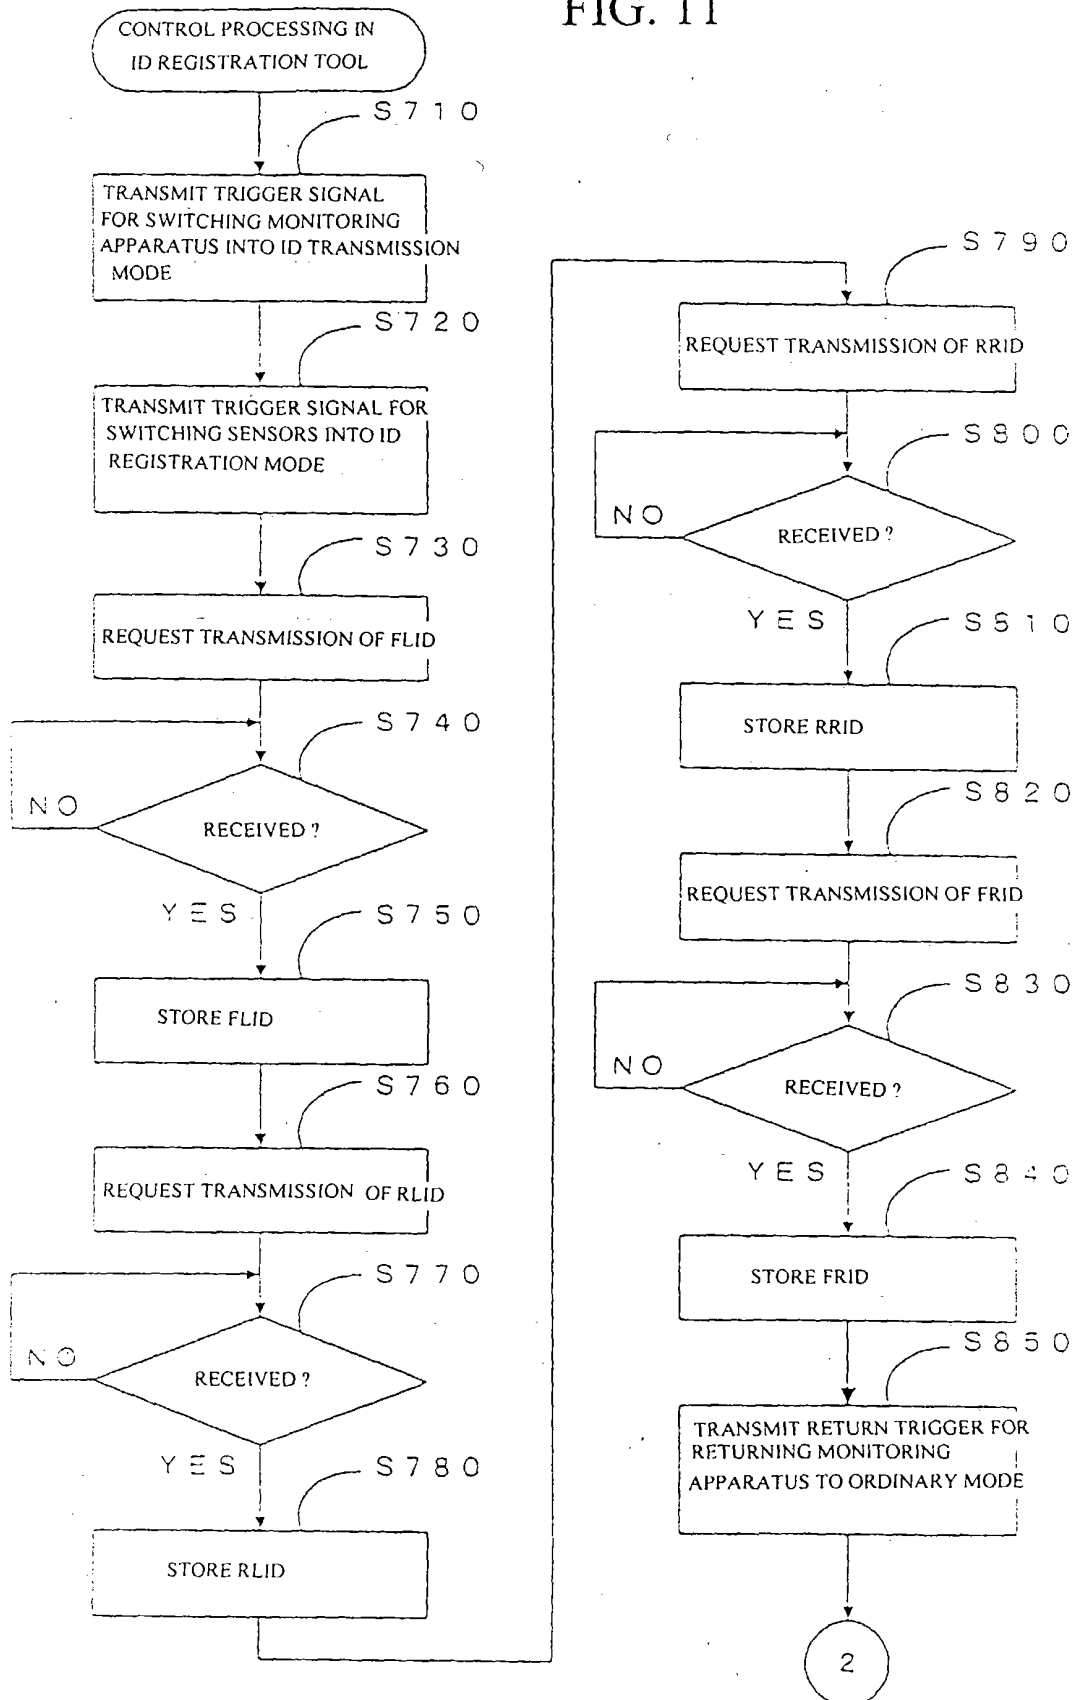 FIG. 11
CONTROL PROCESSING IN
ID REGISTRATION TOOL
S710
TRANSMIT TRIGGER SIGNAL
FOR SWITCHING MONITORING
APPARATUS INTO ID TRANSMISSION
MODE
S720
TRANSMIT TRIGGER SIGNAL FOR
SWITCHING SENSORS INTO ID
REGISTRATION MODE
S730
REQUEST TRANSMISSION OF FLID
S740
RECEIVED ?
NO
YES
S750
STORE FLID
S760
REQUEST TRANSMISSION OF RLID
S770
RECEIVED ?
NO
YES
S780
STORE RLID
S790
REQUEST TRANSMISSION OF RRID
S800
RECEIVED ?
NO
YES
S810
STORE RRID
S820
REQUEST TRANSMISSION OF FRID
S830
RECEIVED ?
NO
YES
S840
STORE FRID
S850
TRANSMIT RETURN TRIGGER FOR
RETURNING MONITORING
APPARATUS TO ORDINARY MODE
2